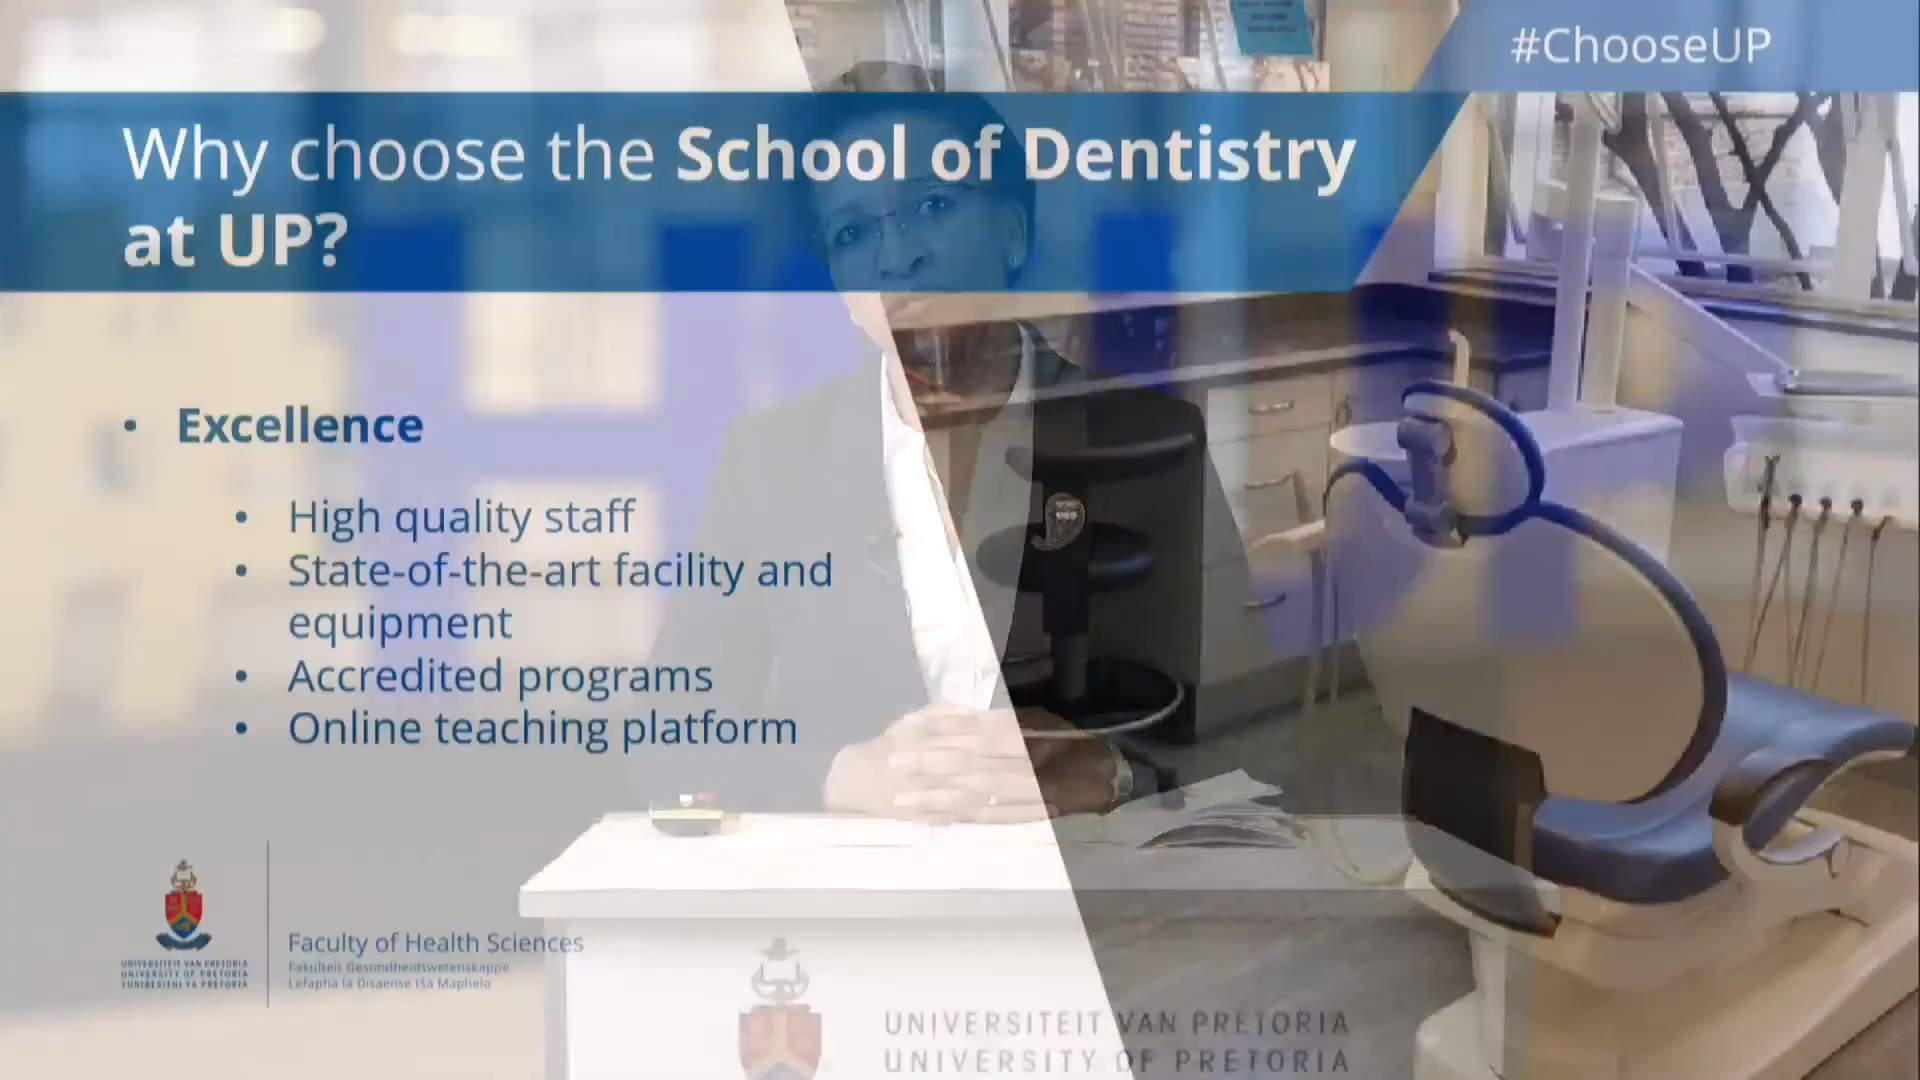 #ChooseUP
Why choose the School of Dentistry
at UP?
• Excellence
• High quality staff
• State-of-the-art facility and
equipment
• Accredited programs
• Online teaching platform
UNIVERSITEIT VAN PRETORIA
UNIVERSITY OF PRETORIA
YUNIBESITHI YA PRETORIA
Faculty of Health Sciences
Fakulteit Gesondheidswetenskappe
Lefapha la Disaense tša Maphelo
UNIVERSITEIT VAN PRETORIA
UNIVERSITY OF PRETORIA